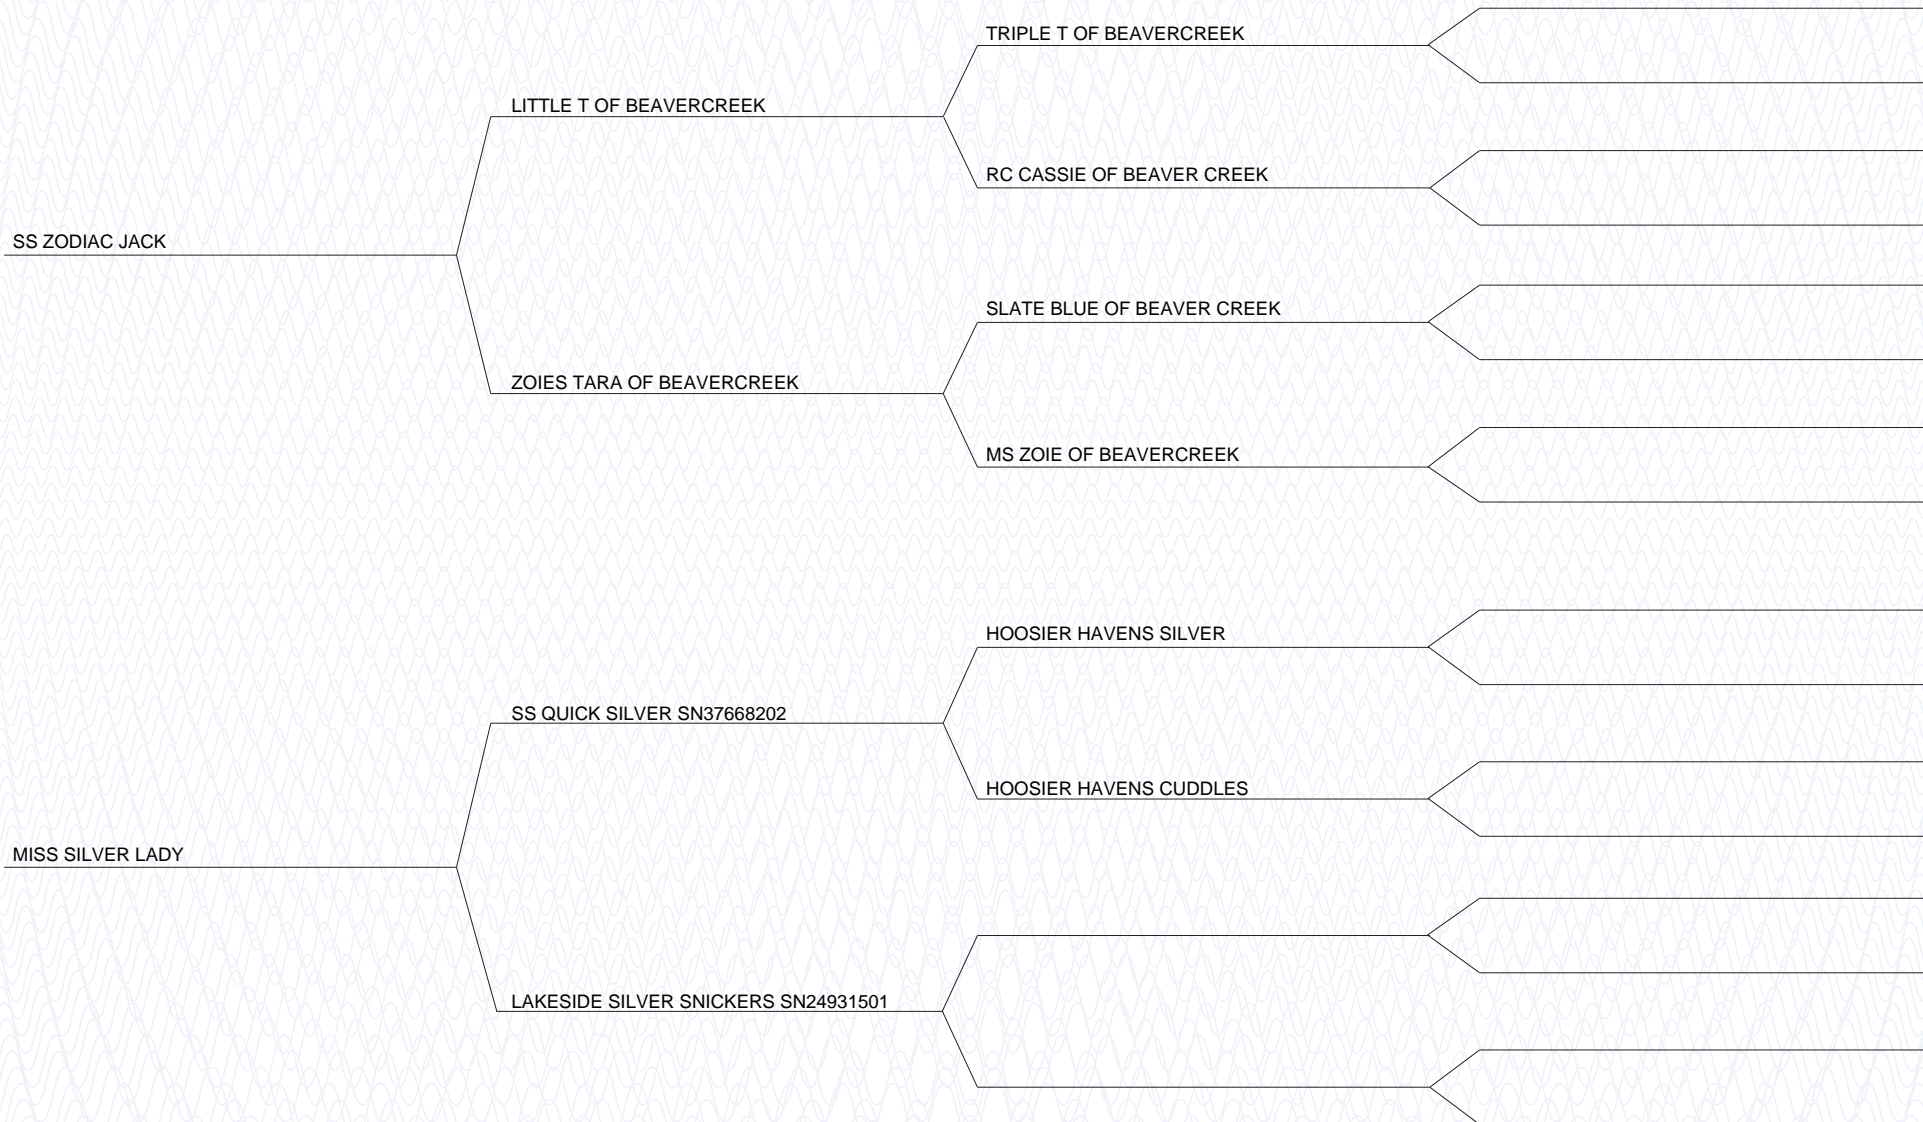 TRIPLE T OF BEAVERCREEK
LITTLE T OF BEAVERCREEK
RC CASSIE OF BEAVER CREEK
SS ZODIAC JACK
SLATE BLUE OF BEAVER CREEK
ZOIES TARA OF BEAVERCREEK
MS ZOIE OF BEAVERCREEK
HOOSIER HAVENS SILVER
SS QUICK SILVER SN37668202
HOOSIER HAVENS CUDDLES
MISS SILVER LADY
LAKESIDE SILVER SNICKERS SN24931501